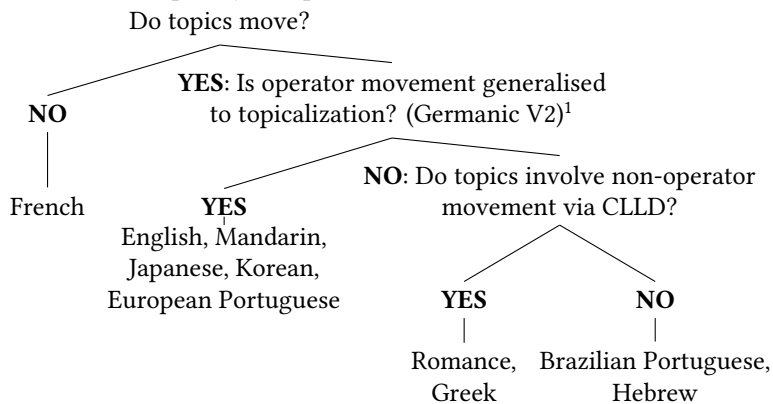 Do topics move?
YES: Is operator movement generalised
to topicalization? (Germanic V2)¹
NO
NO: Do topics involve non-operator
movement via CLLD?
French
YES
English, Mandarin,
Japanese, Korean,
European Portuguese
YES
NO
Romance,
Greek
Brazilian Portuguese,
Hebrew